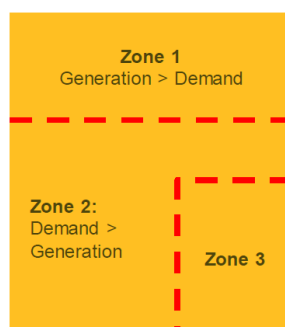 Zone 1
Generation > Demand
Zone 2:
Demand >
Generation
Zone 3